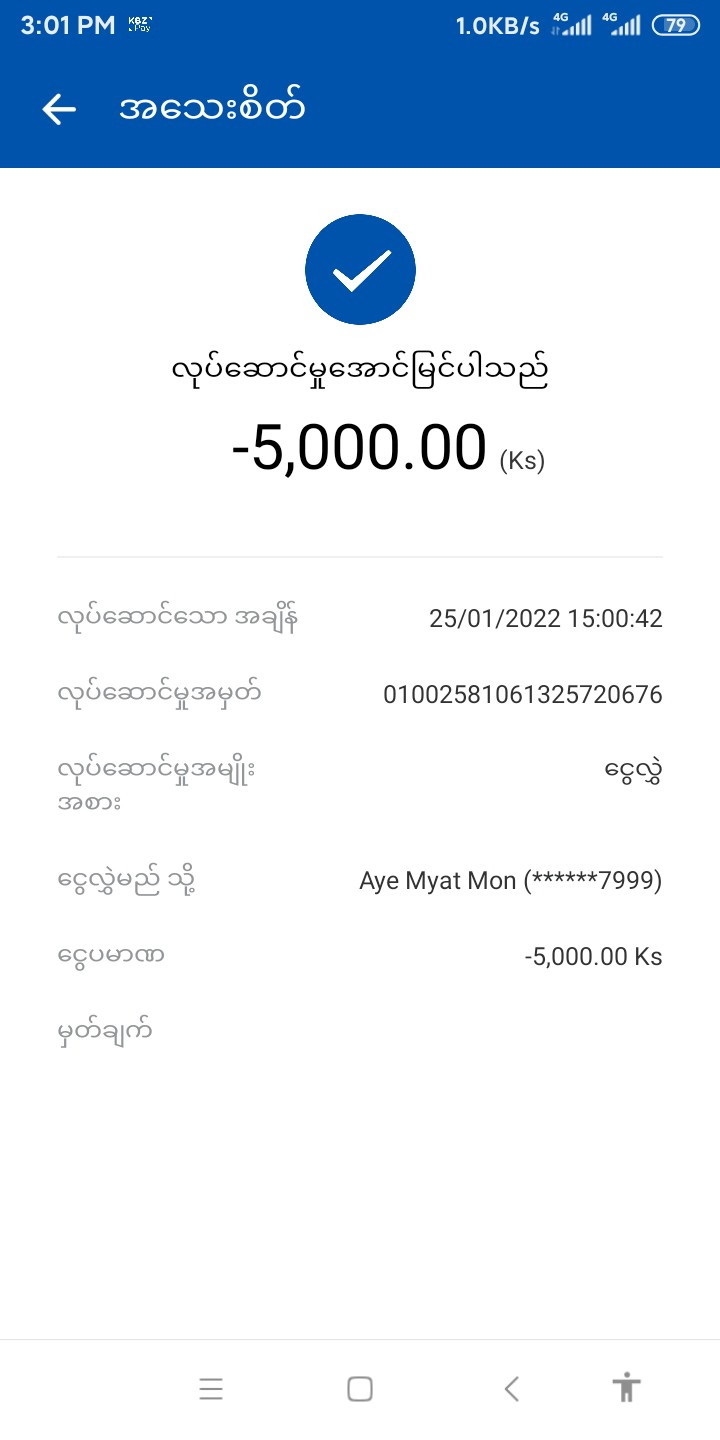 3:01 PM KBZ Pay 1.0KB/s 4G 4G 79
အသေးစိတ်
လုပ်ဆောင်မှုအောင်မြင်ပါသည်
-5,000.00 (Ks)
လုပ်ဆောင်သော အချိန် 25/01/2022 15:00:42
လုပ်ဆောင်မှုအမှတ် 01002581061325720676
လုပ်ဆောင်မှုအမျိုး ငွေလွှဲ
အစား
ငွေလွှဲမည် သို့ Aye Myat Mon (******7999)
ငွေပမာဏ -5,000.00 Ks
မှတ်ချက်